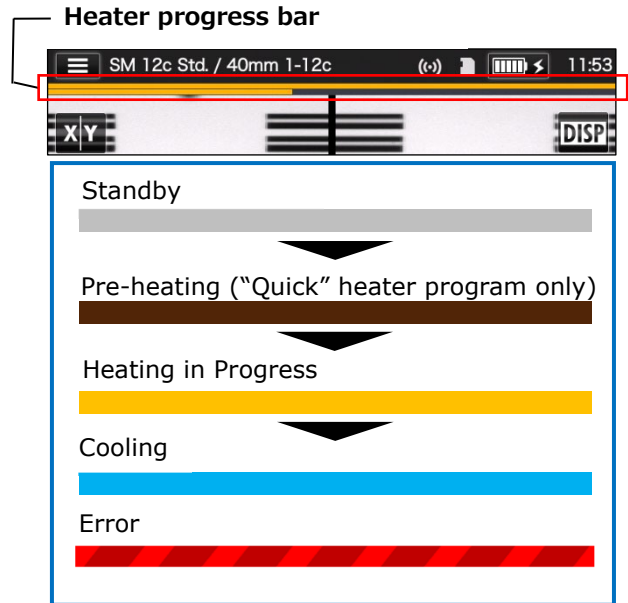 Heater progress bar
SM 12c Std. / 40mm 1-12c 11:53
X Y DISP
Standby
Pre-heating (“Quick” heater program only)
Heating in Progress
Cooling
Error